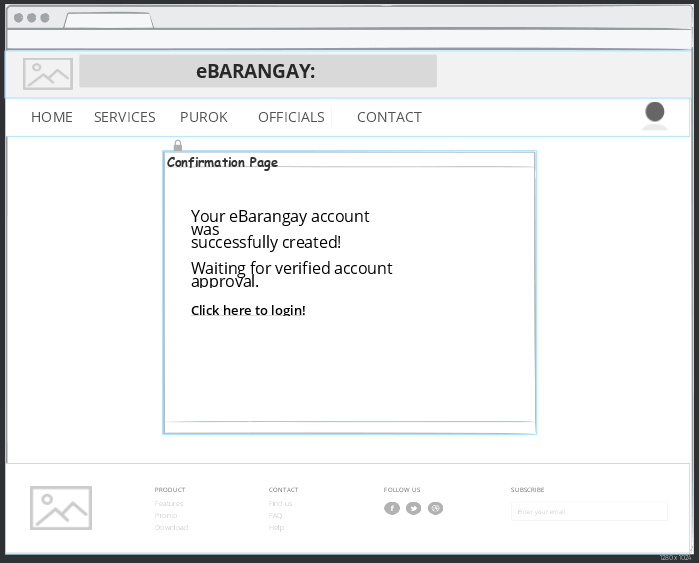 eBARANGAY:
HOME SERVICES PUROK OFFICIALS CONTACT
Confirmation Page
Your eBarangay account
was
successfully created!
Waiting for verified account
approval.
Click here to login!
PRODUCT CONTACT FOLLOW US SUBSCRIBE
Features Find us
Promo FAQ Enter your email
Download Help
1280 x 1024